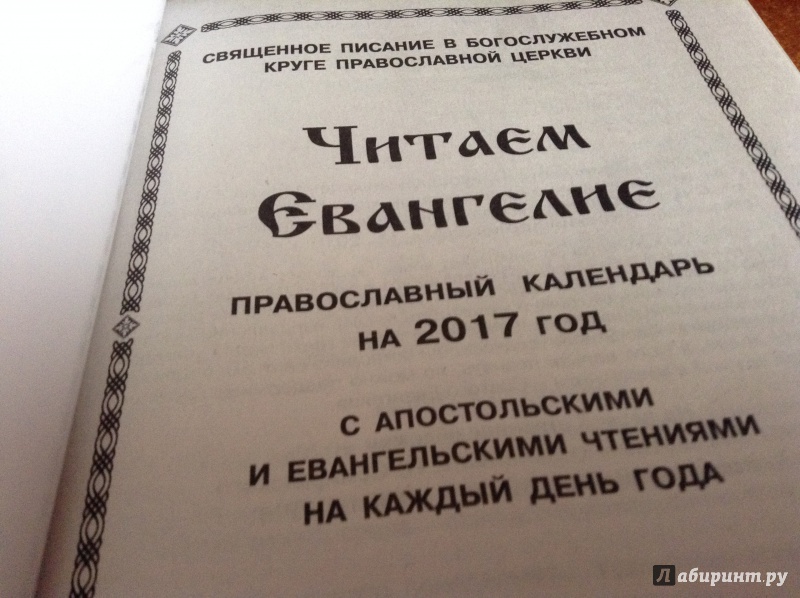 СВЯЩЕННОЕ ПИСАНИЕ В БОГОСЛУЖЕБНОМ
КРУГЕ ПРАВОСЛАВНОЙ ЦЕРКВИ
Читаем
Евангелие
ПРАВОСЛАВНЫЙ КАЛЕНДАРЬ
НА 2017 ГОД
С АПОСТОЛЬСКИМИ
И ЕВАНГЕЛЬСКИМИ ЧТЕНИЯМИ
НА КАЖДЫЙ ДЕНЬ ГОДА
Лабиринт.ру